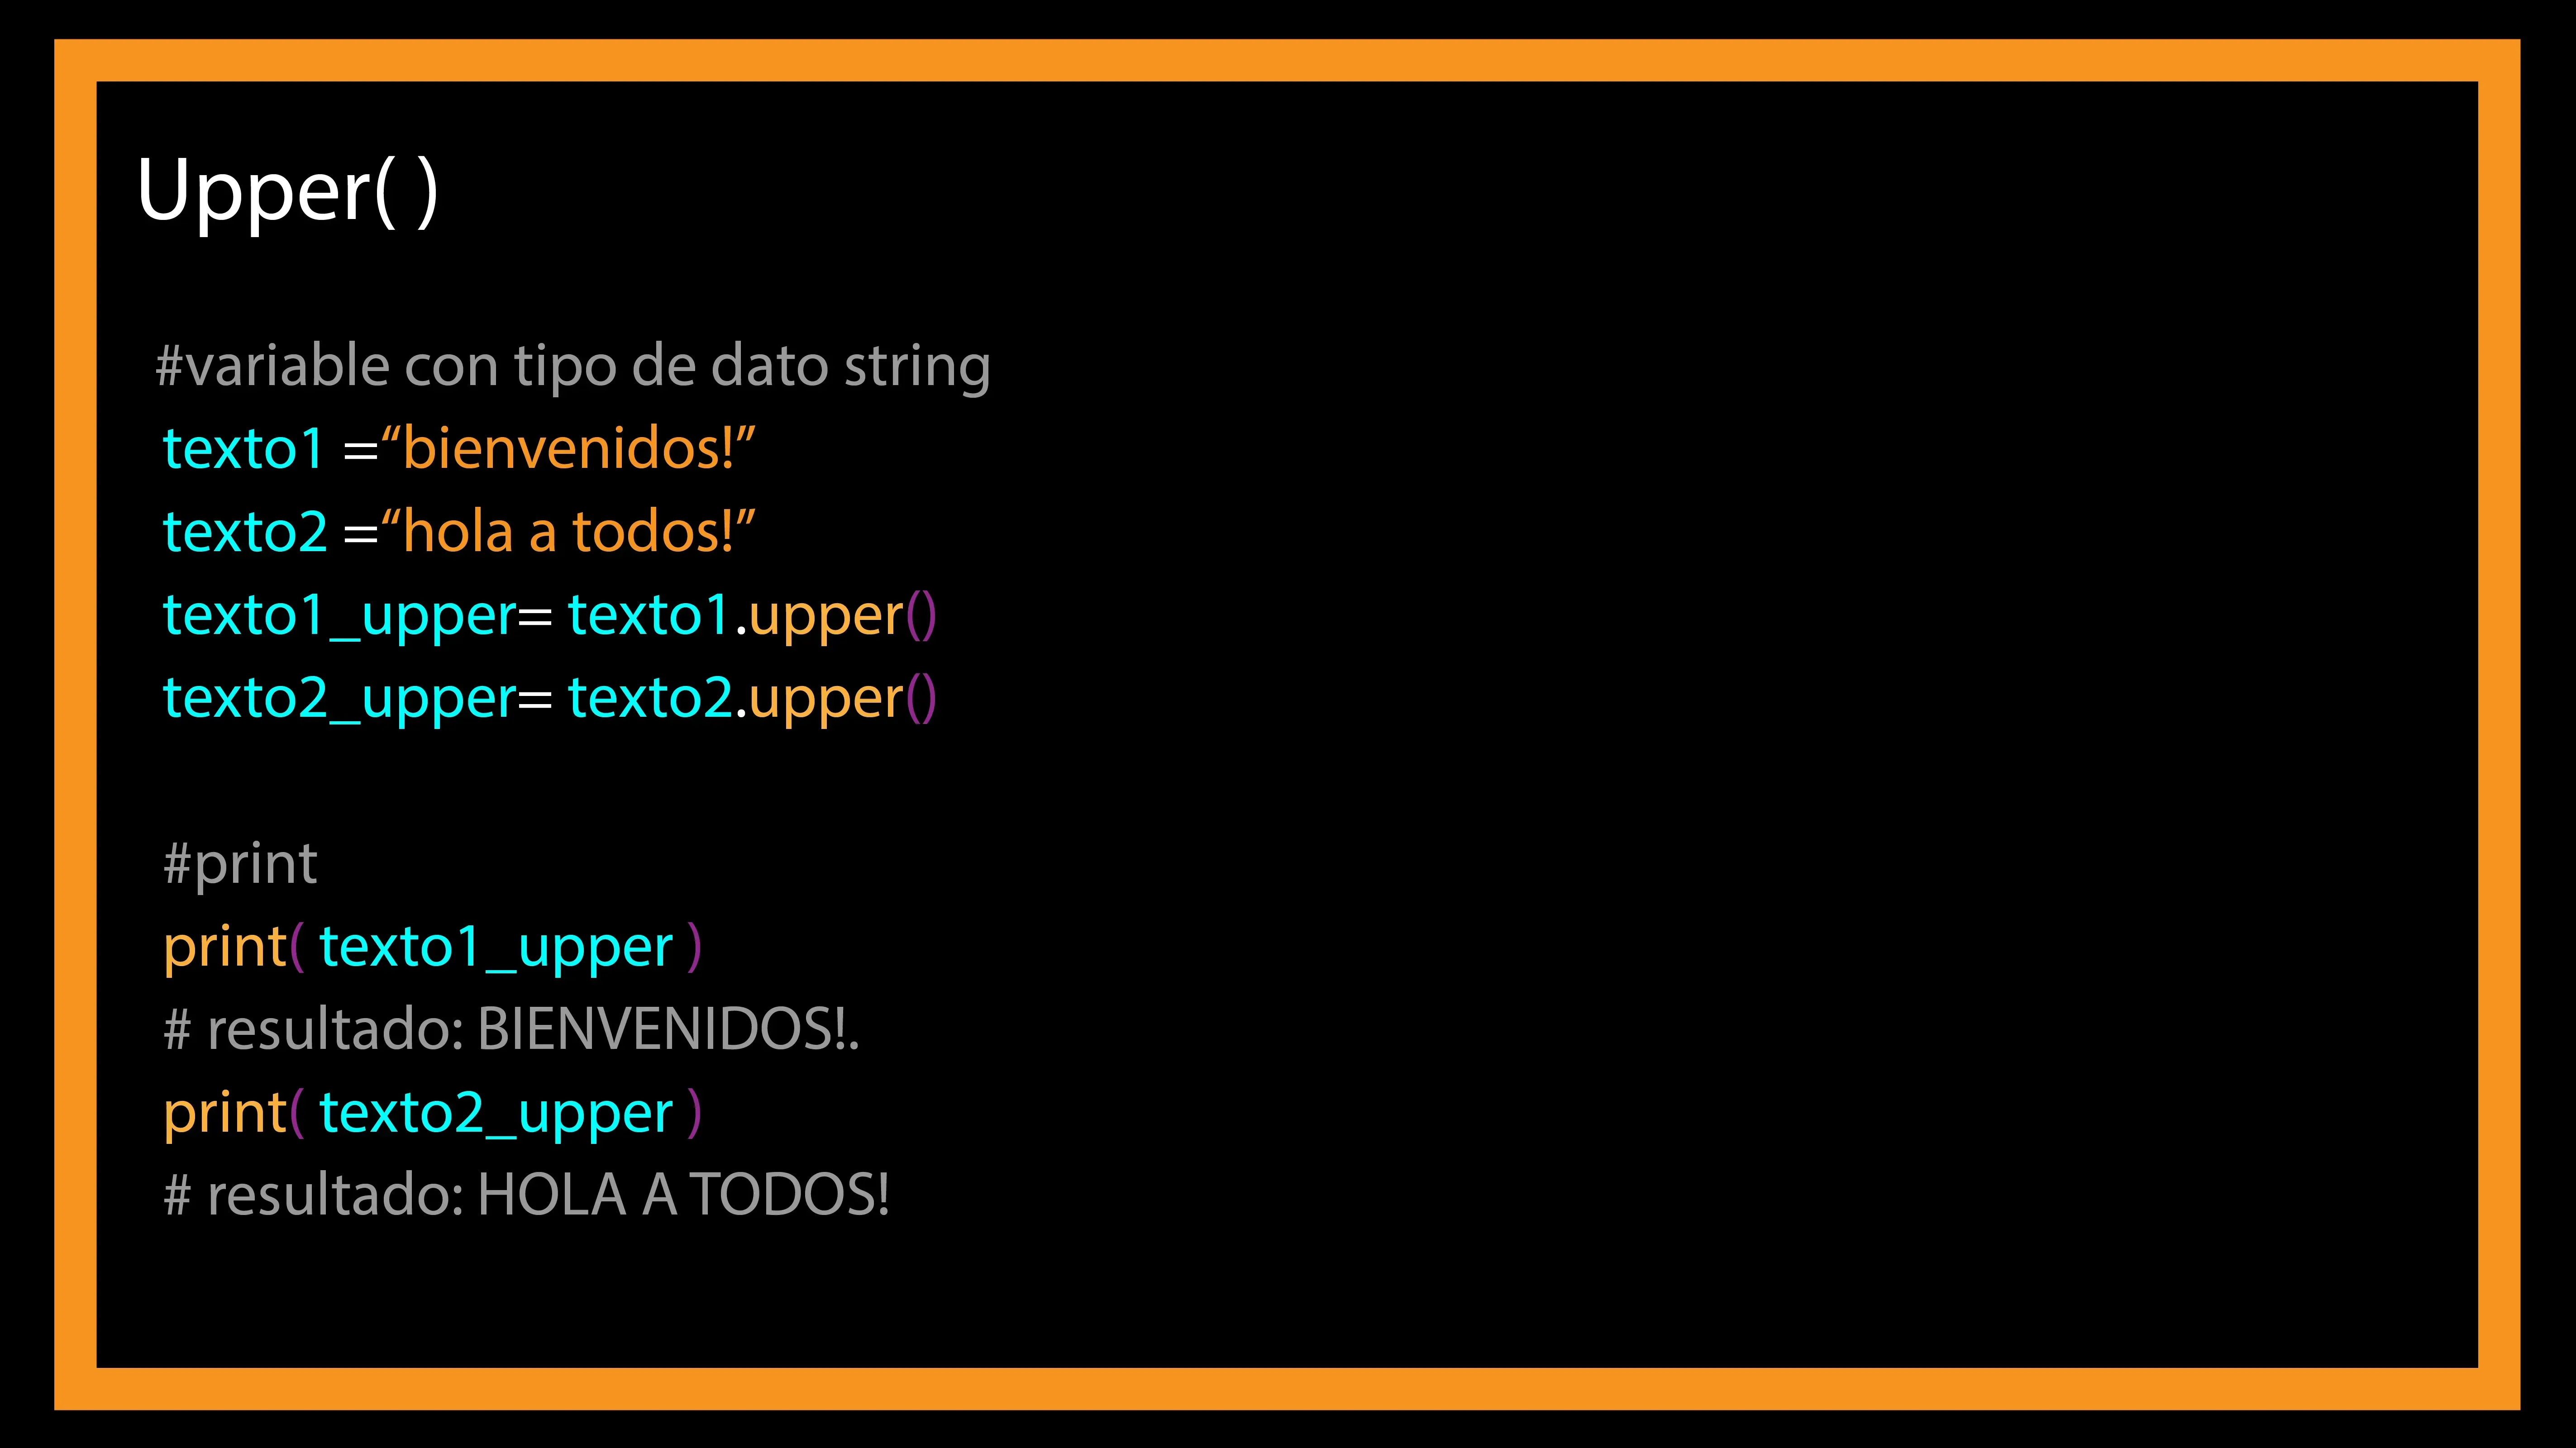 Upper( )
#variable con tipo de dato string
texto1 =“bienvenidos!”
texto2 =“hola a todos!”
texto1_upper= texto1.upper()
texto2_upper= texto2.upper()
#print
print( texto1_upper )
# resultado: BIENVENIDOS!.
print( texto2_upper )
# resultado: HOLA A TODOS!